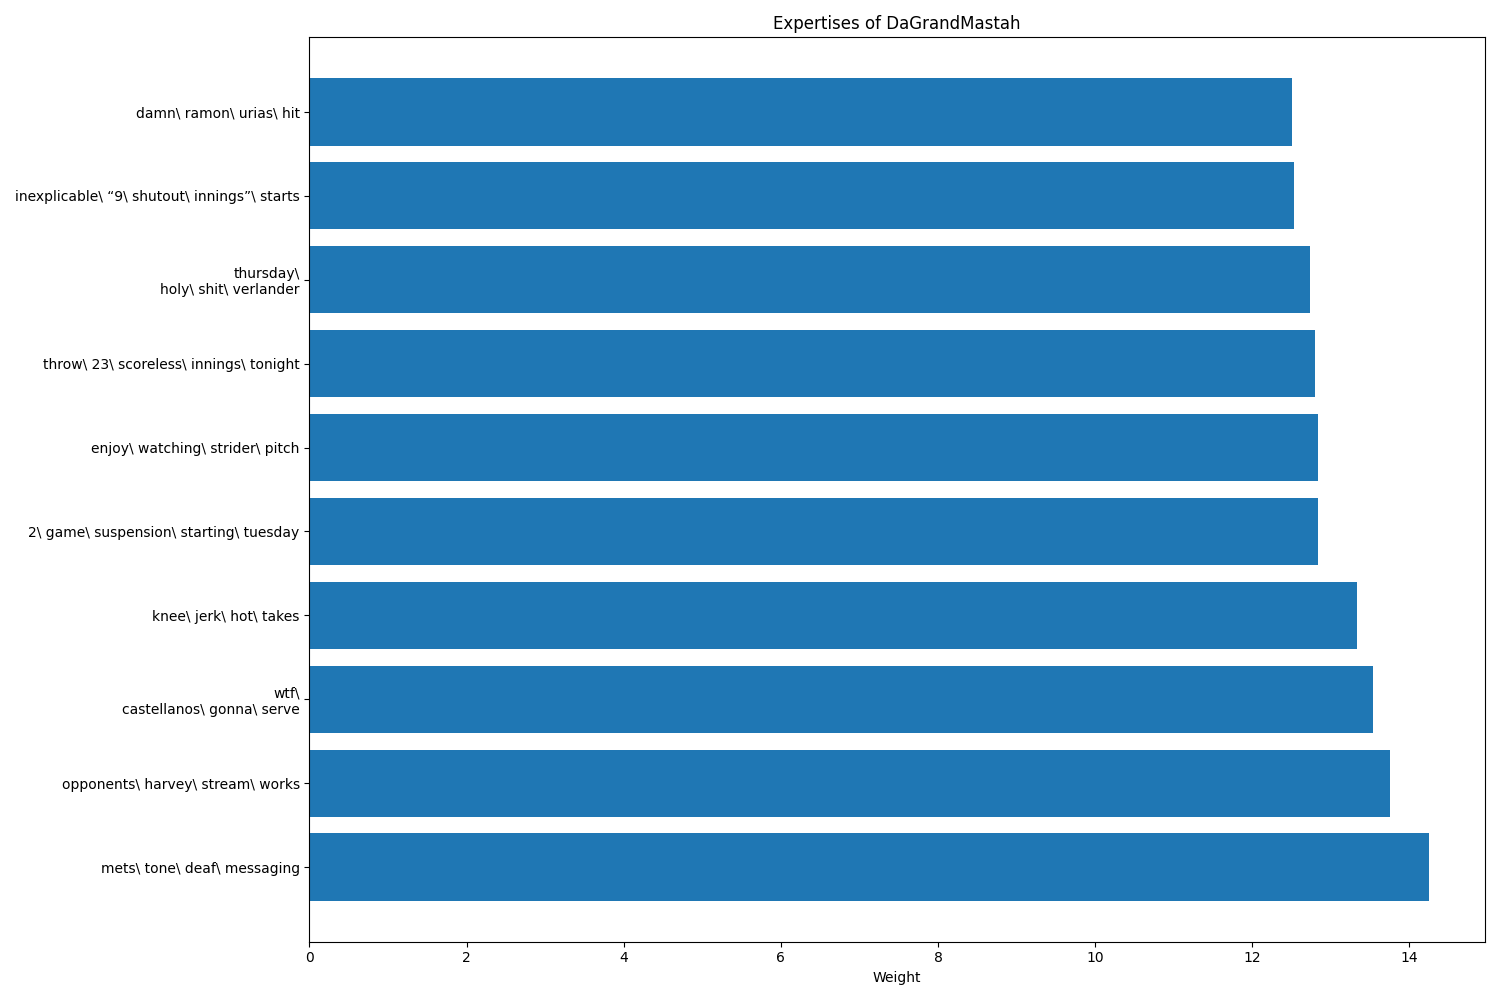 Expertises of DaGrandMastah
damn\ ramon\ urias\ hit
inexplicable\ “9\ shutout\ innings”\ starts
thursday\
holy\ shit\ verlander
throw\ 23\ scoreless\ innings\ tonight
enjoy\ watching\ strider\ pitch
2\ game\ suspension\ starting\ tuesday
knee\ jerk\ hot\ takes
wtf\
castellanos\ gonna\ serve
opponents\ harvey\ stream\ works
mets\ tone\ deaf\ messaging
0 2 4 6 8 10 12 14
Weight